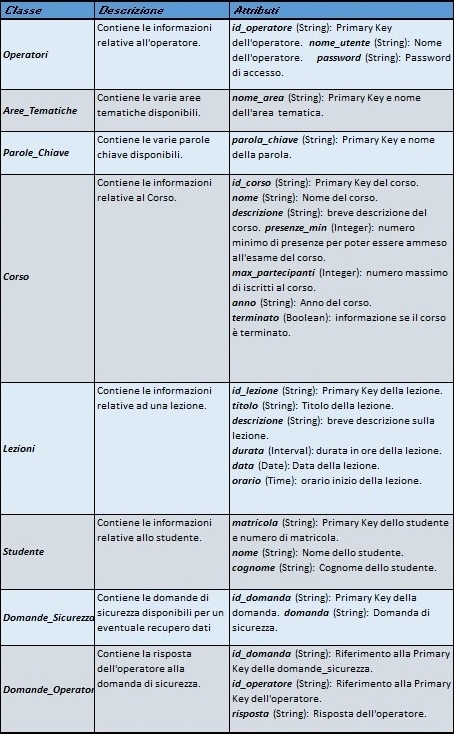 Classe Descrizione Attributi
Operatori
Contiene le informazioni
relative all'operatore.
id_operatore (String): Primary Key
dell'operatore. nome_utente (String): Nome
dell'operatore. password (String): Password
di accesso.
Aree_Tematiche
Contiene le varie aree
tematiche disponibili.
nome_area (String): Primary Key e nome
dell'area tematica.
Parole_Chiave
Contiene le varie parole
chiave disponibili.
parola_chiave (String): Primary Key e nome
della parola.
Corso
Contiene le informazioni
relative al Corso.
id_corso (String): Primary Key del corso.
nome (String): Nome del corso.
descrizione (String): breve descrizione del
corso. presenze_min (Integer): numero
minimo di presenze per poter essere ammeso
all'esame del corso.
max_partecipanti (Integer): numero massimo
di iscritti al corso.
anno (String): Anno del corso.
terminato (Boolean): informazione se il corso
è terminato.
Lezioni
Contiene le informazioni
relative ad una lezione.
id_lezione (String): Primary Key della lezione.
titolo (String): Titolo della lezione.
descrizione (String): breve descrizione sulla
lezione.
durata (Interval): durata in ore della lezione.
data (Date): Data della lezione.
orario (Time): orario inizio della lezione.
Studente
Contiene le informazioni
relative allo studente.
matricola (String): Primary Key dello studente
e numero di matricola.
nome (String): Nome dello studente.
cognome (String): Cognome dello studente.
Domande_Sicurezza
Contiene le domande di
sicurezza disponibili per un
eventuale recupero dati
id_domanda (String): Primary Key della
domanda. domanda (String): Domanda di
sicurezza.
Domande_Operator
Contiene la risposta
dell'operatore alla
domanda di sicurezza.
id_domanda (String): Riferimento alla Primary
Key delle domande_sicurezza.
id_operatore (String): Riferimento alla Primary
Key dell'operatore.
risposta (String): Risposta dell'operatore.